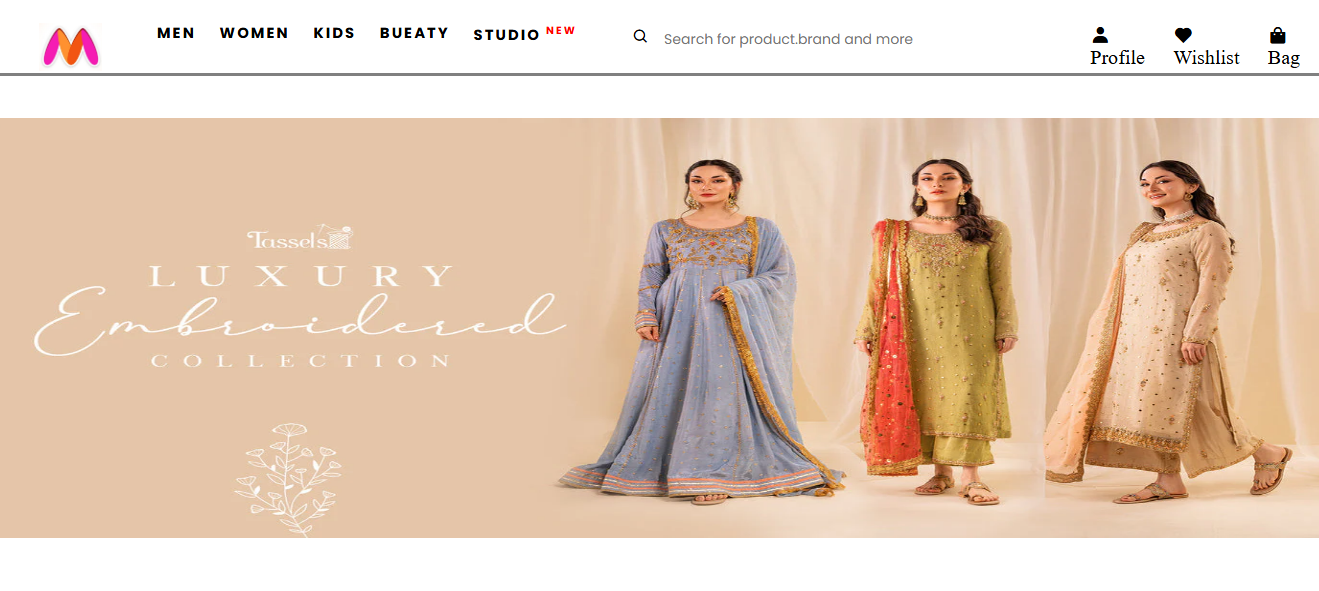 MEN WOMEN KIDS BUEATY STUDIO NEW Search for product.brand and more
Profile Wishlist Bag
Tassels
LUXURY
Embroidered
COLLECTION